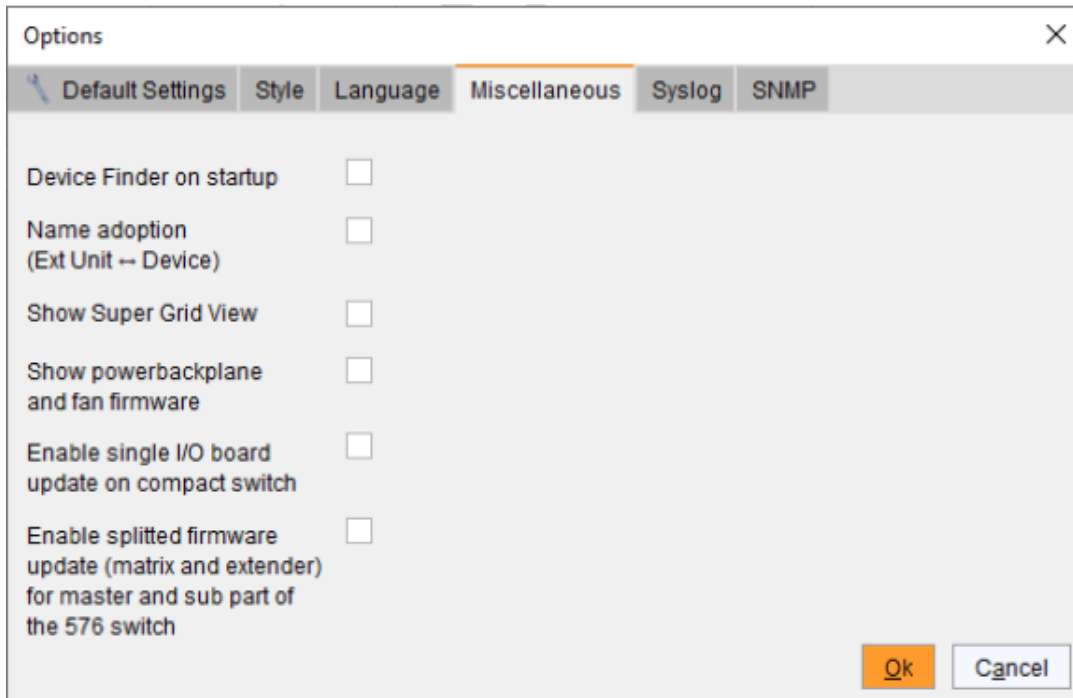 Options
Default Settings Style Language Miscellaneous Syslog SNMP
Device Finder on startup
Name adoption
(Ext Unit ↔ Device)
Show Super Grid View
Show powerbackplane
and fan firmware
Enable single I/O board
update on compact switch
Enable splitted firmware
update (matrix and extender)
for master and sub part of
the 576 switch
Ok Cancel